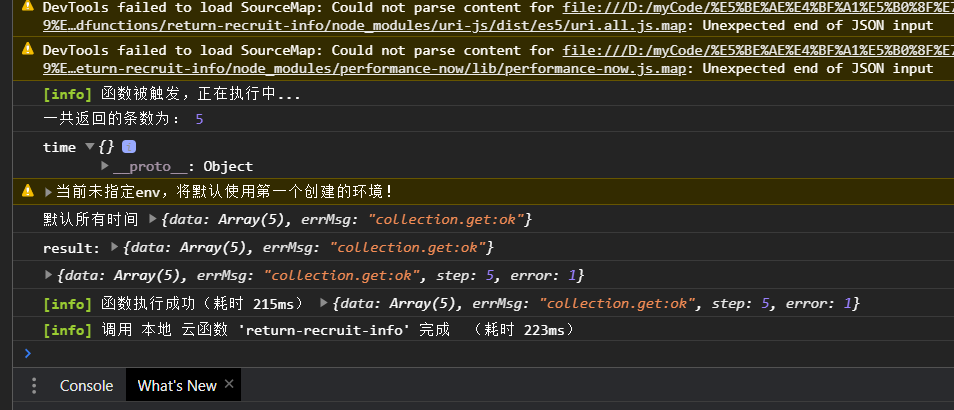 DevTools failed to load SourceMap: Could not parse content for file:///D:/myCode/%E5%BE%AE%E4%BF%A1%E5%B0%8F%E7
9%E…dfunctions/return-recruit-info/node_modules/uri-js/dist/es5/uri.all.js.map: Unexpected end of JSON input
DevTools failed to load SourceMap: Could not parse content for file:///D:/myCode/%E5%BE%AE%E4%BF%A1%E5%B0%8F%E7
9%E…eturn-recruit-info/node_modules/performance-now/lib/performance-now.js.map: Unexpected end of JSON input
[info] 函数被触发，正在执行中...
一共返回的条数为： 5
time ▼{} i
▶__proto__: Object
▶当前未指定env，将默认使用第一个创建的环境！
默认所有时间 ▶{data: Array(5), errMsg: "collection.get:ok"}
result: ▶{data: Array(5), errMsg: "collection.get:ok"}
▶{data: Array(5), errMsg: "collection.get:ok", step: 5, error: 1}
[info] 函数执行成功（耗时 215ms） ▶{data: Array(5), errMsg: "collection.get:ok", step: 5, error: 1}
[info] 调用 本地 云函数 'return-recruit-info' 完成 （耗时 223ms）
>
⋮ Console What's New ×